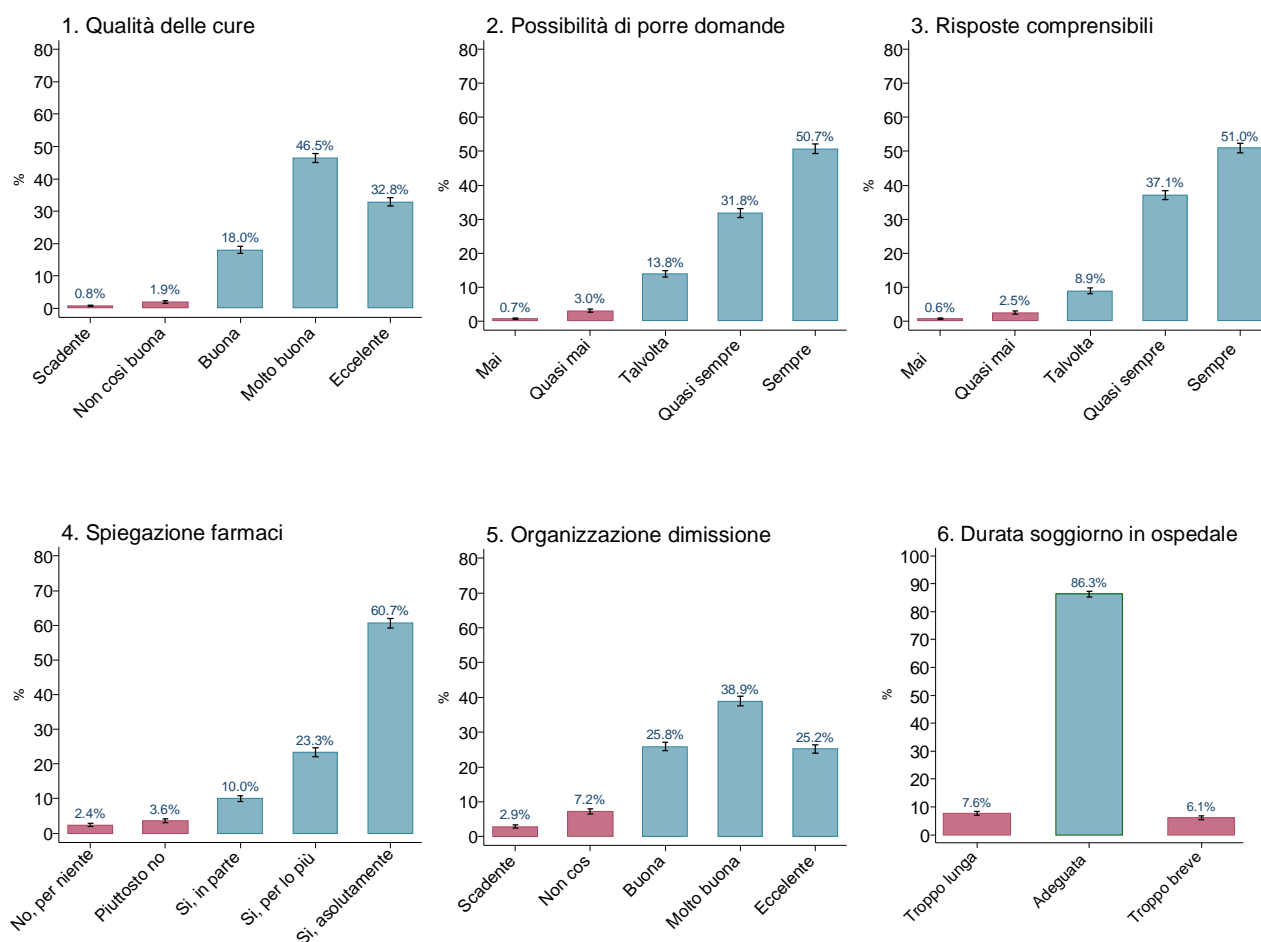 1. Qualità delle cure
80
70
60
50
40
30
20
10
0
%
0.8%
1.9%
18.0%
46.5%
32.8%
Scadente
Non così buona
Buona
Molto buona
Eccelente
2. Possibilità di porre domande
80
70
60
50
40
30
20
10
0
%
0.7%
3.0%
13.8%
31.8%
50.7%
Mai
Quasi mai
Talvolta
Quasi sempre
Sempre
3. Risposte comprensibili
80
70
60
50
40
30
20
10
0
%
0.6%
2.5%
8.9%
37.1%
51.0%
Mai
Quasi mai
Talvolta
Quasi sempre
Sempre
4. Spiegazione farmaci
80
70
60
50
40
30
20
10
0
%
2.4%
3.6%
10.0%
23.3%
60.7%
No, per niente
Piuttosto no
Si, in parte
Si, per lo più
Si, asolutamente
5. Organizzazione dimissione
80
70
60
50
40
30
20
10
0
%
2.9%
7.2%
25.8%
38.9%
25.2%
Scadente
Non cos
Buona
Molto buona
Eccelente
6. Durata soggiorno in ospedale
100
90
80
70
60
50
40
30
20
10
0
%
7.6%
86.3%
6.1%
Troppo lunga
Adeguata
Troppo breve